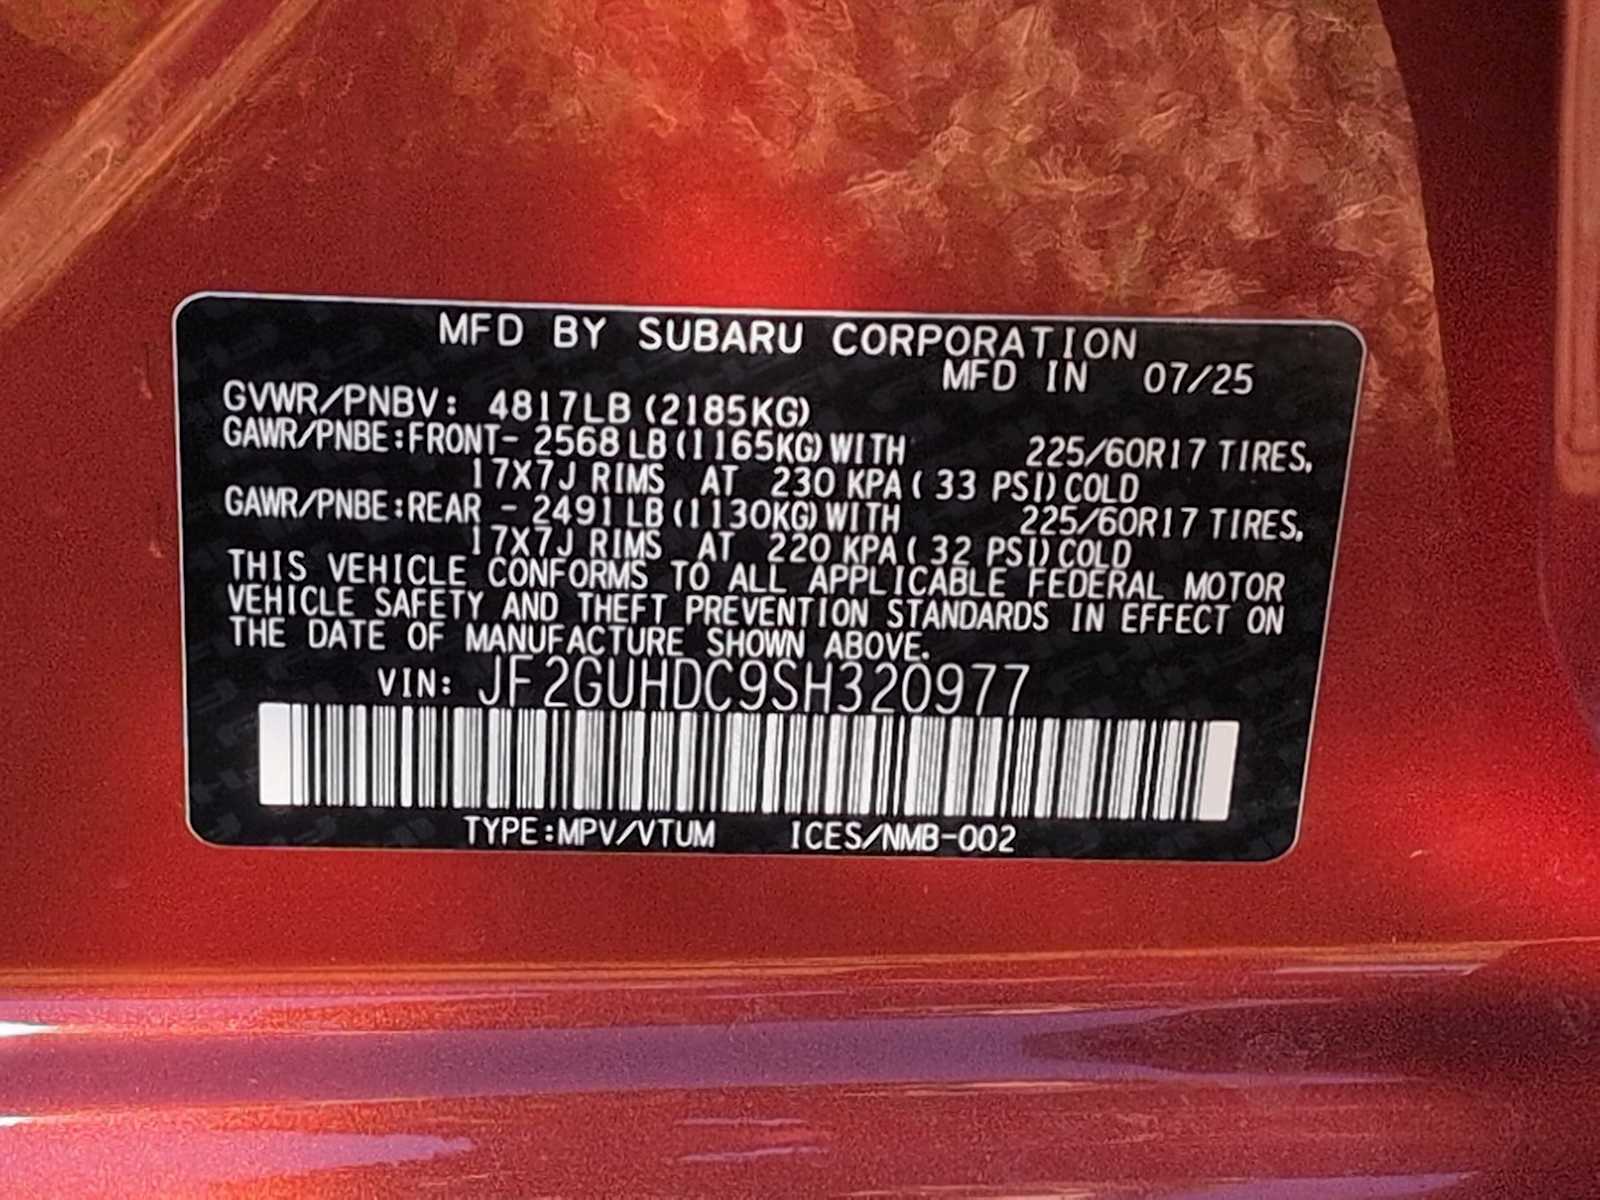 MFD BY SUBARU CORPORATION
MFD IN 07/25
GVWR/PNBV: 4817LB (2185KG)
GAWR/PNBE:FRONT- 2568 LB (1165KG) WITH 225/60R17 TIRES,
17X7J RIMS AT 230 KPA ( 33 PSI) COLD
GAWR/PNBE:REAR - 2491 LB (1130KG) WITH 225/60R17 TIRES,
17X7J RIMS AT 220 KPA ( 32 PSI) COLD
THIS VEHICLE CONFORMS TO ALL APPLICABLE FEDERAL MOTOR
VEHICLE SAFETY AND THEFT PREVENTION STANDARDS IN EFFECT ON
THE DATE OF MANUFACTURE SHOWN ABOVE.
VIN: JF2GUHDC9SH320977
TYPE:MPV/VTUM ICES/NMB-002